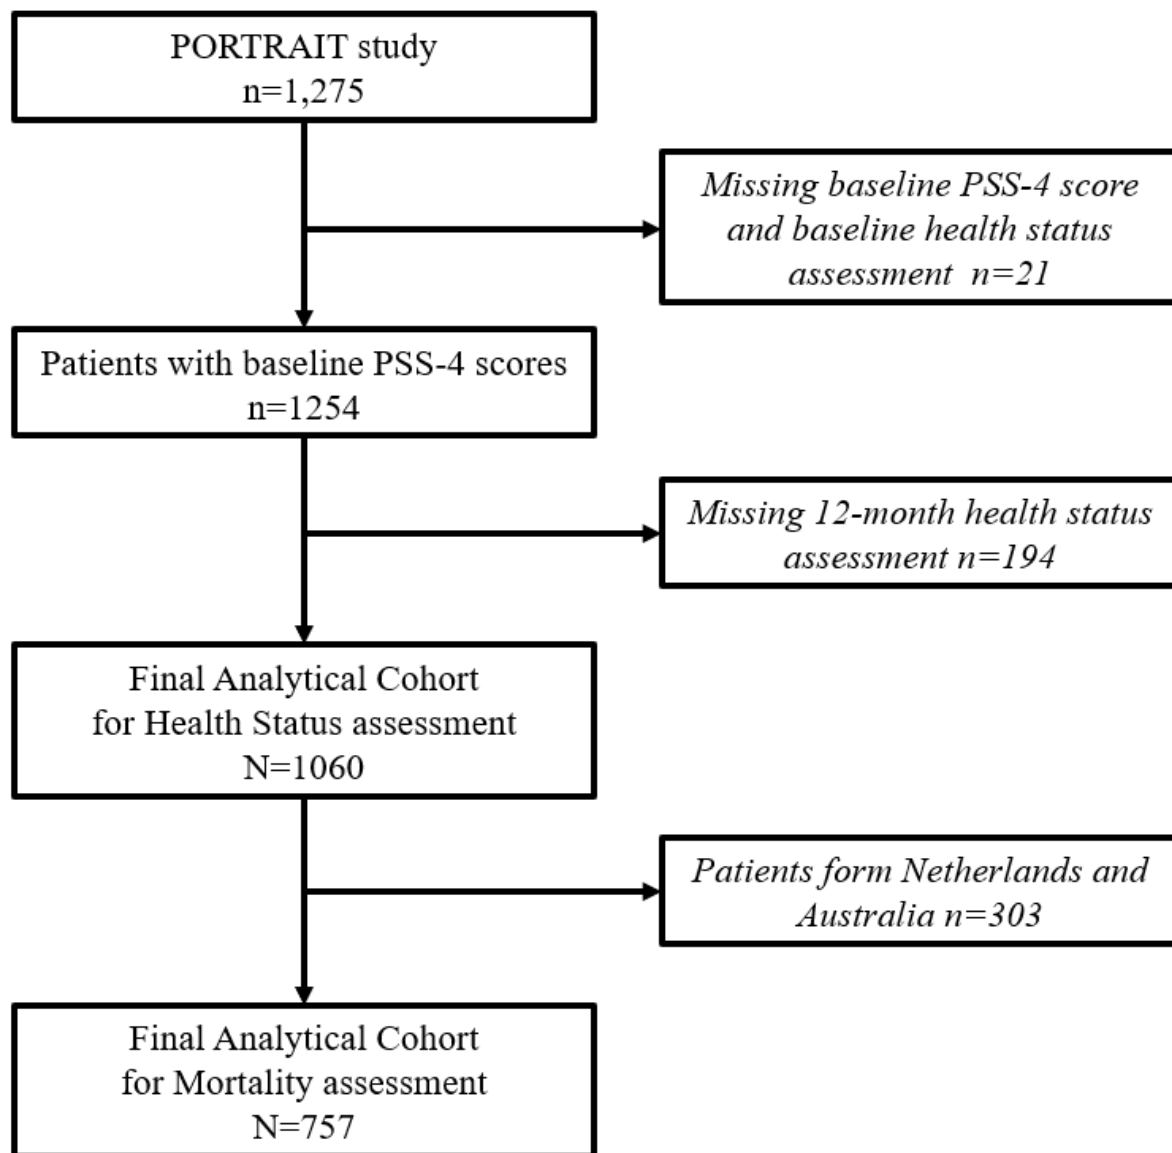 PORTRAIT study
n=1,275
Missing baseline PSS-4 score
and baseline health status
assessment  n=21
Patients with baseline PSS-4 scores
n=1254
Missing 12-month health status
assessment n=194
Final Analytical Cohort
for Health Status assessment
N=1060
Patients form Netherlands and
Australia n=303
Final Analytical Cohort
for Mortality assessment
N=757